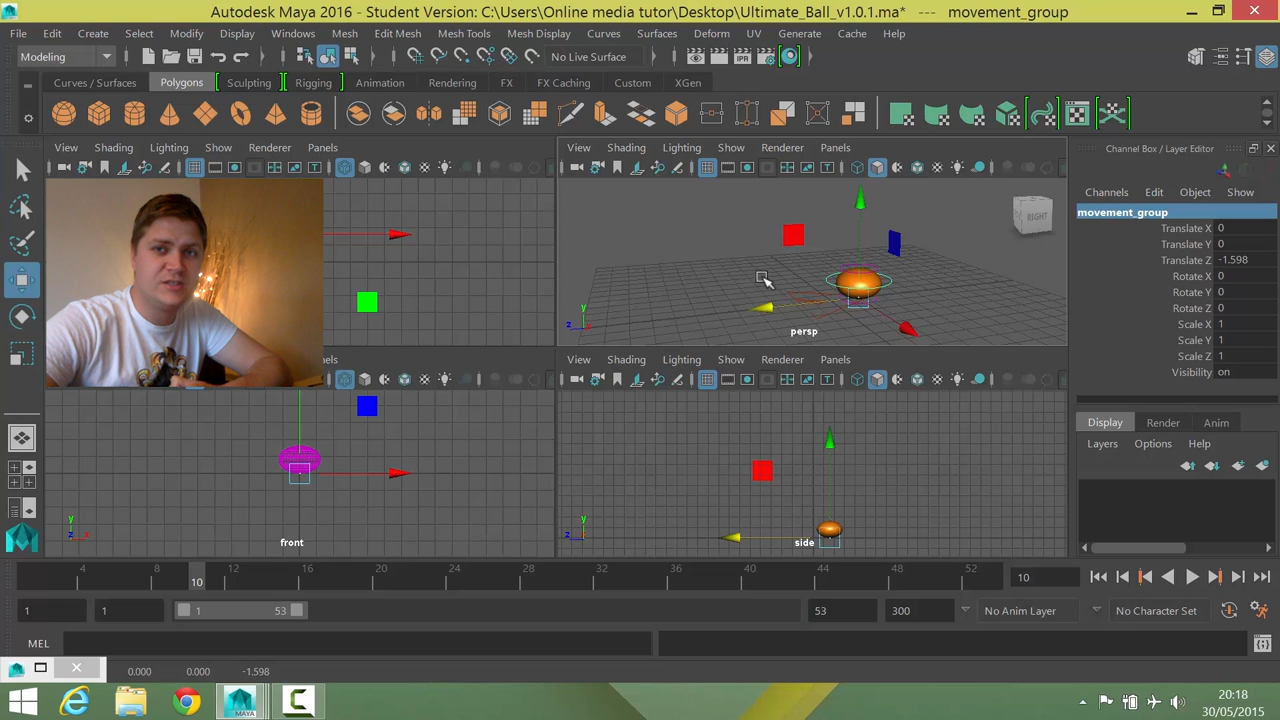 Autodesk Maya 2016 - Student Version: C:\Users\Online media tutor\Desktop\Ultimate_Ball_v1.0.1.ma* --- movement_group
File Edit Create Select Modify Display Windows Mesh Edit Mesh Mesh Tools Mesh Display Curves Surfaces Deform UV Generate Cache Help
Modeling No Live Surface IPR
Curves / Surfaces Polygons Sculpting Rigging Animation Rendering FX FX Caching Custom XGen
View Shading Lighting Show Renderer Panels View Shading Lighting Show Renderer Panels Channel Box / Layer Editor
Channels Edit Object Show
movement_group
Translate X 0
Translate Y 0
Translate Z -1.598
Rotate X 0
Rotate Y 0
Rotate Z 0
Scale X 1
Scale Y 1
Scale Z 1
Visibility on
RIGHT
y
z
persp
Panels View Shading Lighting Show Renderer Panels
Display Render Anim
Layers Options Help
y
z x
front
y
z
side
4 8 10 12 16 20 24 28 32 36 40 44 48 52 10
1 1 1 53 53 300 No Anim Layer No Character Set
MEL
0.000 0.000 -1.598
MAYA C 20:18
30/05/2015